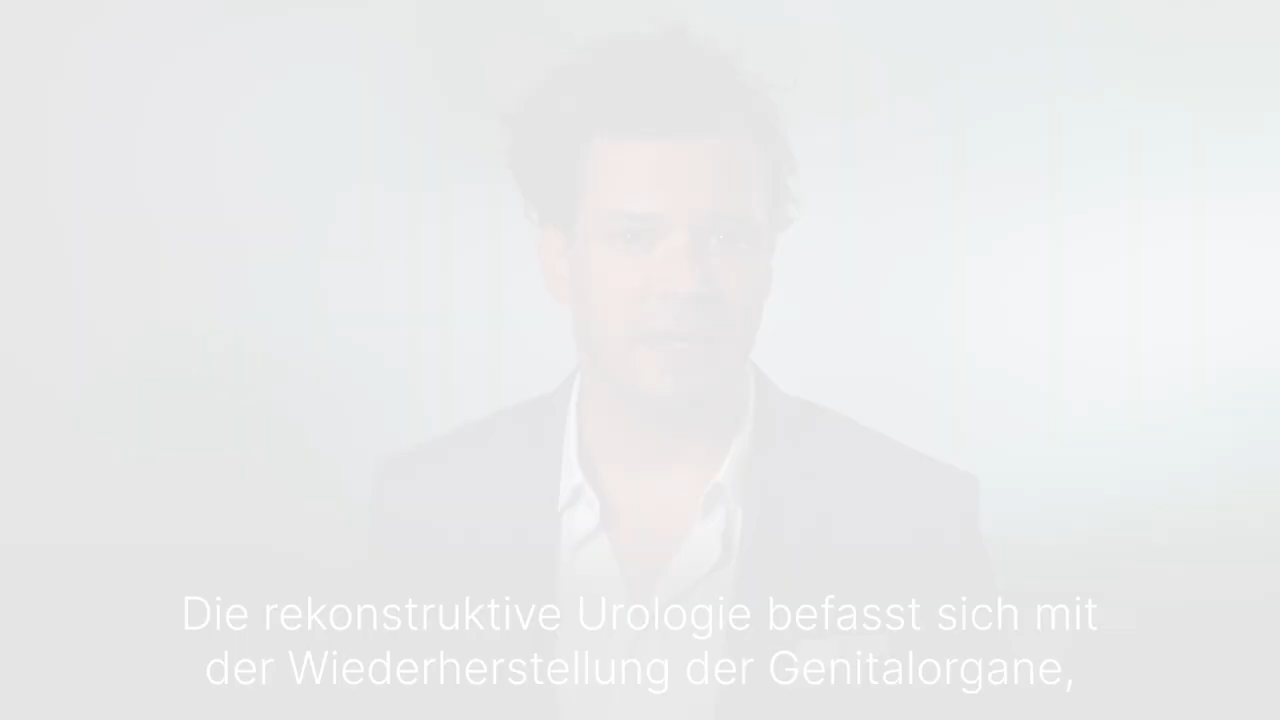 Die rekonstruktive Urologie befasst sich mit
der Wiederherstellung der Genitalorgane,